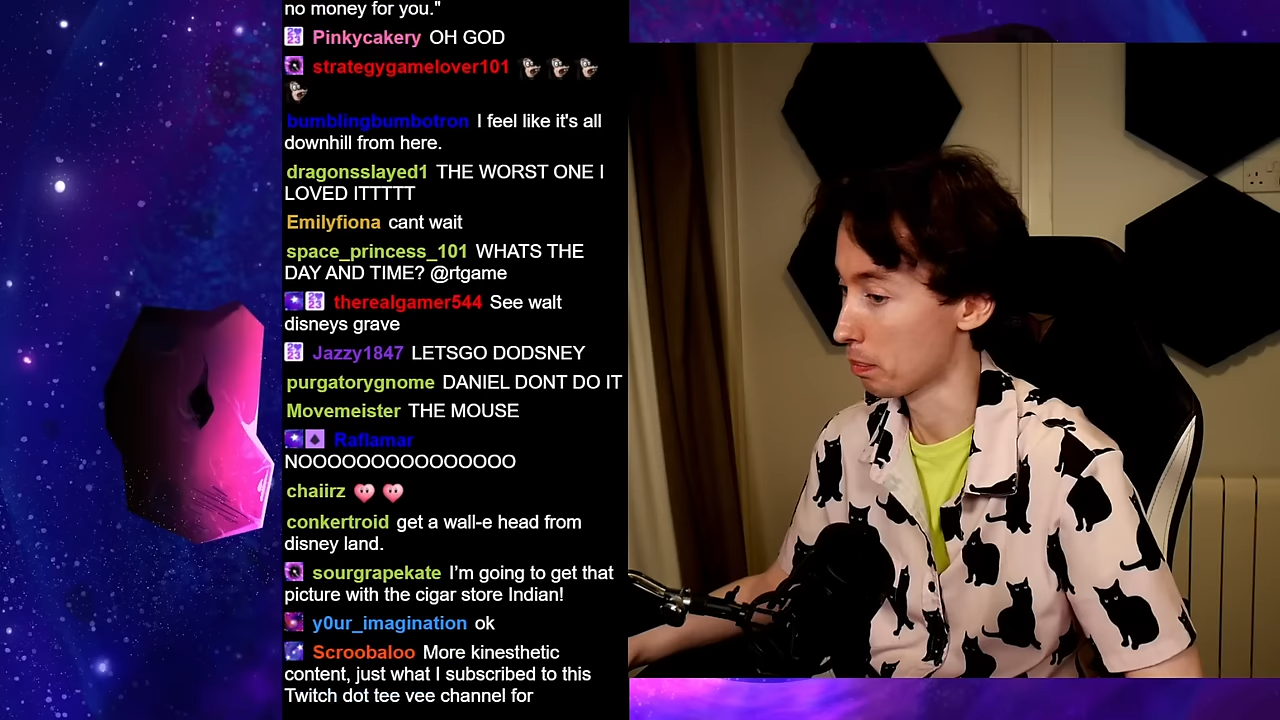 no money for you."
Pinkycakery OH GOD
strategygamelover101
bumblingbumbotron I feel like it's all
downhill from here.
dragonsslayed1 THE WORST ONE I
LOVED ITTTTT
Emilyfiona cant wait
space_princess_101 WHATS THE
DAY AND TIME? @rtgame
therealgamer544 See walt
disneys grave
Jazzy1847 LETSGO DODSNEY
purgatorygnome DANIEL DONT DO IT
Movemeister THE MOUSE
Raflamar
NOOOOOOOOOOOOOOO
chaiirz
conkertroid get a wall-e head from
disney land.
sourgrapekate I'm going to get that
picture with the cigar store Indian!
y0ur_imagination ok
Scroobaloo More kinesthetic
content, just what I subscribed to this
Twitch dot tee vee channel for